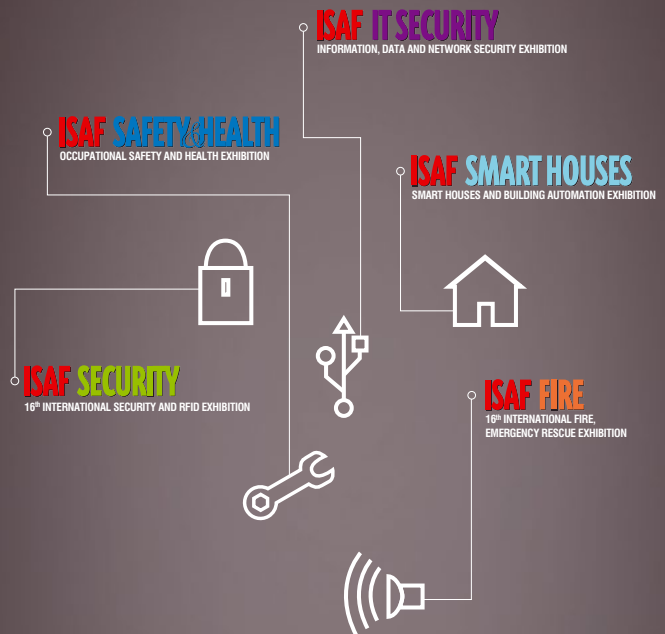 ISAF IT SECURITY
INFORMATION, DATA AND NETWORK SECURITY EXHIBITION
ISAF SAFETY&HEALTH
OCCUPATIONAL SAFETY AND HEALTH EXHIBITION
ISAF SMART HOUSES
SMART HOUSES AND BUILDING AUTOMATION EXHIBITION
ISAF SECURITY
16th INTERNATIONAL SECURITY AND RFID EXHIBITION
ISAF FIRE
16th INTERNATIONAL FIRE,
EMERGENCY RESCUE EXHIBITION